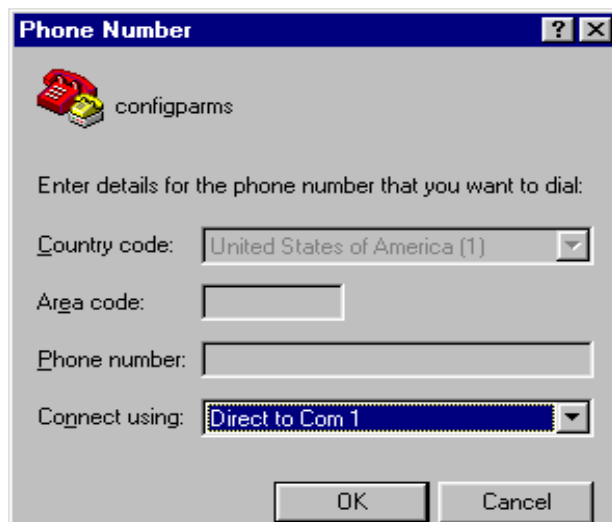 Phone Number
configparms
Enter details for the phone number that you want to dial:
Country code: United States of America (1)
Area code:
Phone number:
Connect using: Direct to Com 1
OK Cancel